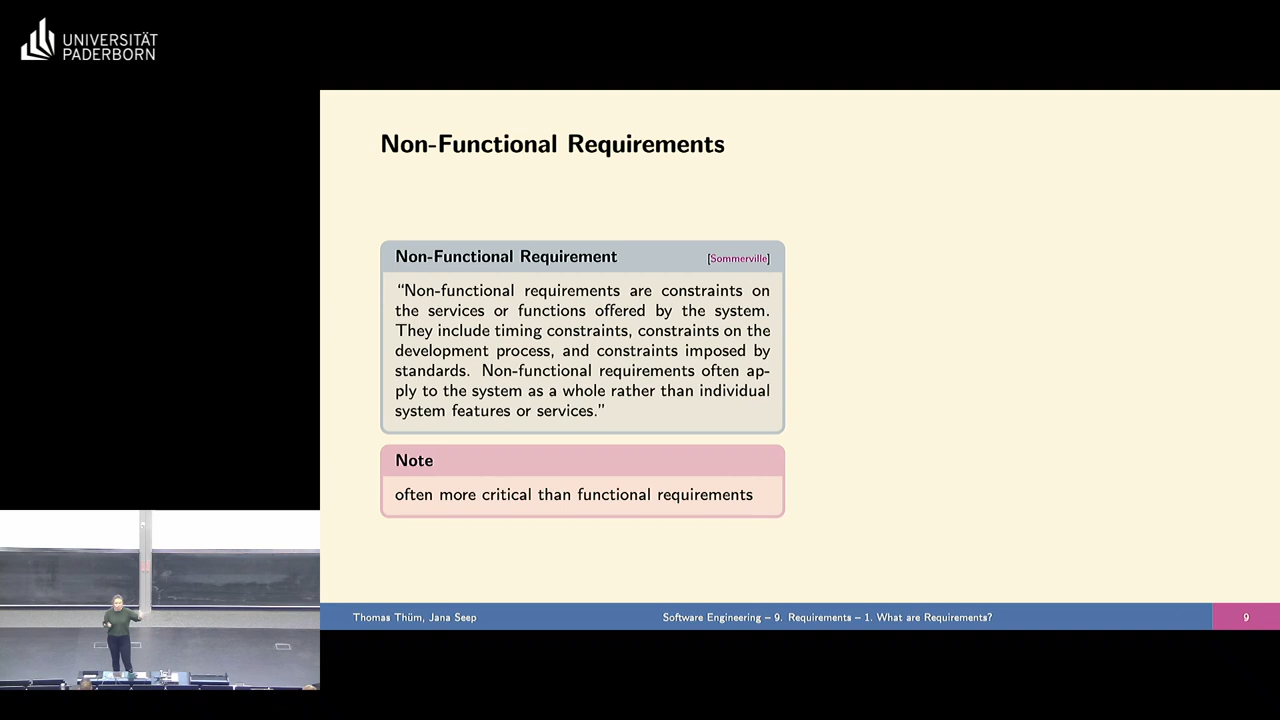 UNIVERSITÄT
PADERBORN
Non-Functional Requirements
Non-Functional Requirement [Sommerville]
“Non-functional requirements are constraints on
the services or functions offered by the system.
They include timing constraints, constraints on the
development process, and constraints imposed by
standards. Non-functional requirements often ap-
ply to the system as a whole rather than individual
system features or services.”
Note
often more critical than functional requirements
Thomas Thüm, Jana Seep Software Engineering – 9. Requirements – 1. What are Requirements? 9